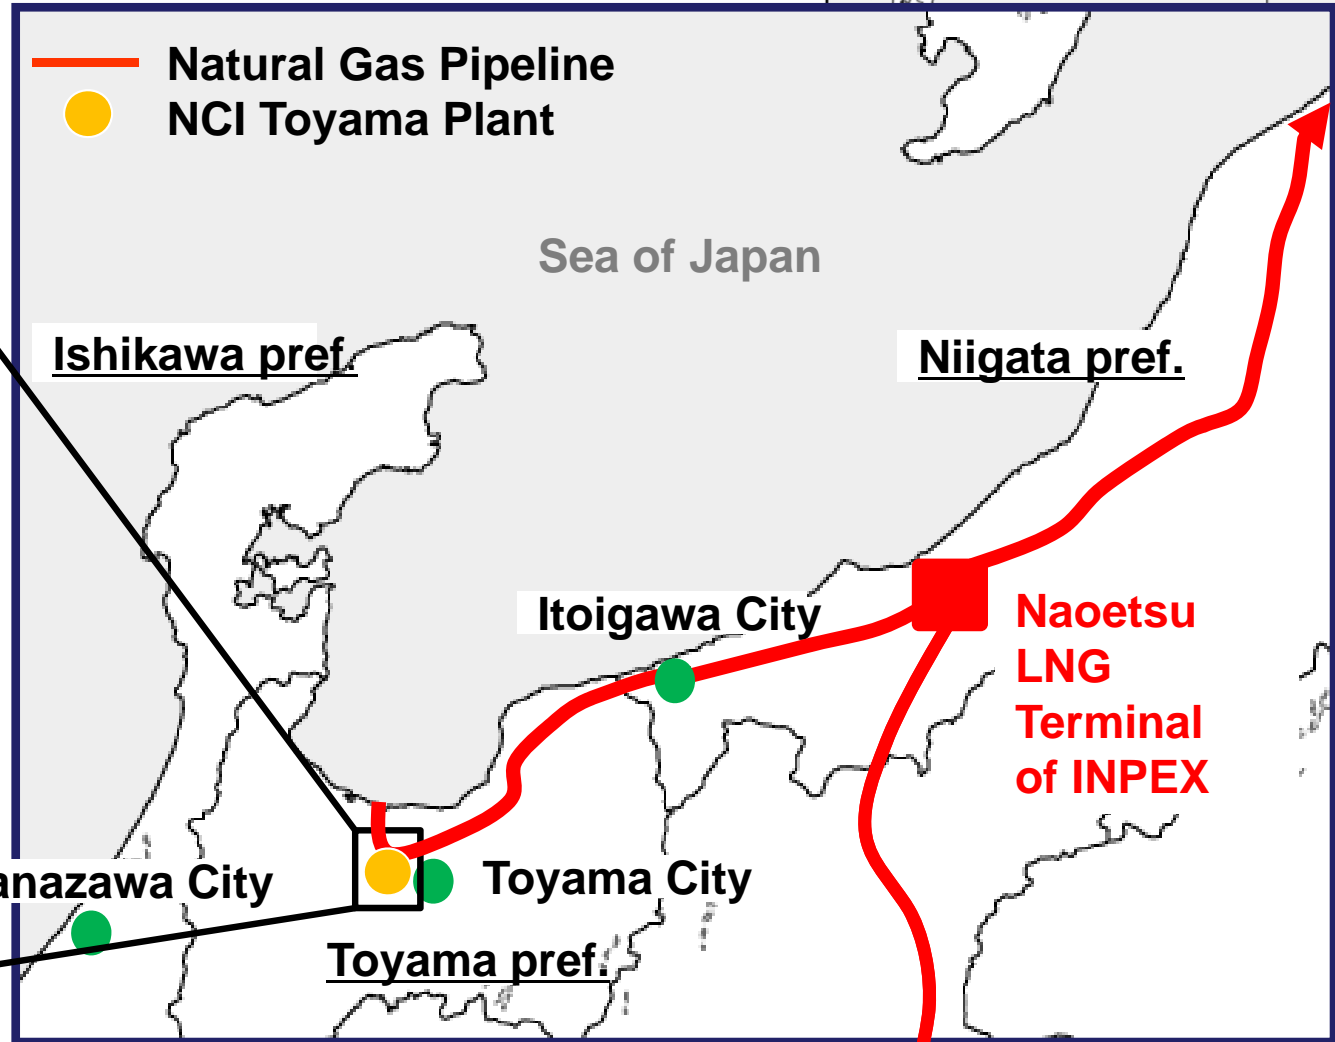 Natural Gas Pipeline
NCI Toyama Plant
Sea of Japan
Ishikawa pref.
Niigata pref.
Itoigawa City
Naoetsu
LNG
Terminal
of INPEX
anazawa City
Toyama City
Toyama pref.